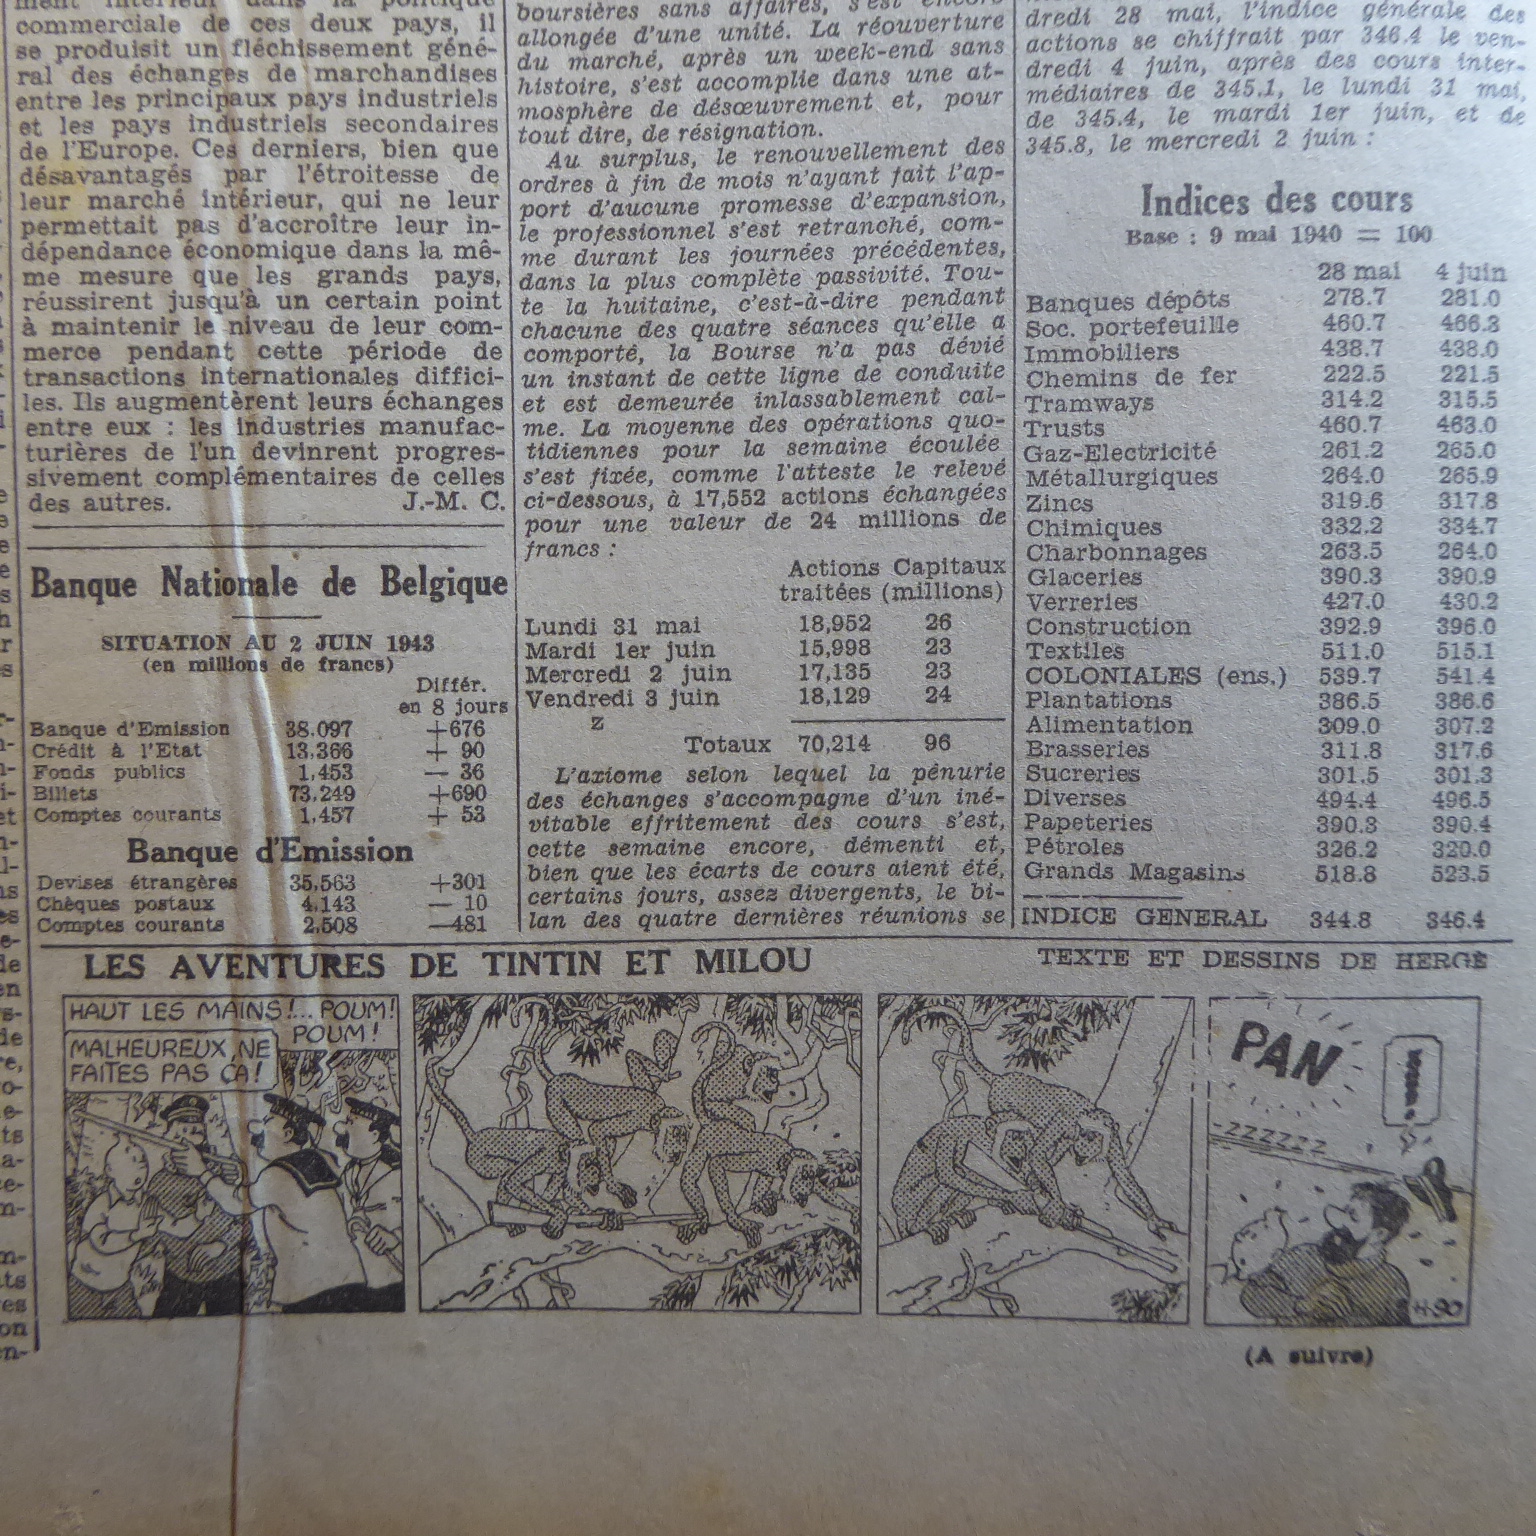 commerciale de ces deux pays, il
se produisit un fléchissement géné-
ral des échanges de marchandises
entre les principaux pays industriels
et les pays industriels secondaires
de l'Europe. Ces derniers, bien que
désavantagés par l'étroitesse de
leur marché intérieur, qui ne leur
permettait pas d'accroître leur in-
dépendance économique dans la mê-
me mesure que les grands pays,
réussirent jusqu'à un certain point
à maintenir le niveau de leur com-
merce pendant cette période de
transactions internationales diffici-
les. Ils augmentèrent leurs échanges
entre eux : les industries manufac-
turières de l'un devinrent progres-
sivement complémentaires de celles
des autres. J.-M. C.
Banque Nationale de Belgique
SITUATION AU 2 JUIN 1943
(en millions de francs)
Différ.
en 8 jours
Banque d'Emission 38.097 +676
Crédit à l'Etat 13,366 + 90
Fonds publics 1,453 — 36
Billets 73,249 +690
Comptes courants 1,457 + 53
Banque d'Emission
Devises étrangères 35,563 +301
Chèques postaux 4,143 — 10
Comptes courants 2,508 —481
boursières sans affaires, s'est encore
allongée d'une unité. La réouverture
du marché, après un week-end sans
histoire, s'est accomplie dans une at-
mosphère de désœuvrement et, pour
tout dire, de résignation.
Au surplus, le renouvellement des
ordres à fin de mois n'ayant fait l'ap-
port d'aucune promesse d'expansion,
le professionnel s'est retranché, com-
me durant les journées précédentes,
dans la plus complète passivité. Tou-
te la huitaine, c'est-à-dire pendant
chacune des quatre séances qu'elle a
comporté, la Bourse n'a pas dévié
un instant de cette ligne de conduite
et est demeurée inlassablement cal-
me. La moyenne des opérations quo-
tidiennes pour la semaine écoulée
s'est fixée, comme l'atteste le relevé
ci-dessous, à 17,552 actions échangées
pour une valeur de 24 millions de
francs :
Actions Capitaux
traitées (millions)
Lundi 31 mai 18,952 26
Mardi 1er juin 15,998 23
Mercredi 2 juin 17,135 23
Vendredi 3 juin 18,129 24
z
Totaux 70,214 96
L'axiome selon lequel la pénurie
des échanges s'accompagne d'un iné-
vitable effritement des cours s'est,
cette semaine encore, démenti et,
bien que les écarts de cours aient été,
certains jours, assez divergents, le bi-
lan des quatre dernières réunions se
dredi 28 mai, l'indice générale des
actions se chiffrait par 346.4 le ven-
dredi 4 juin, après des cours inter-
médiaires de 345.1, le lundi 31 mai,
de 345.4, le mardi 1er juin, et de
345.8, le mercredi 2 juin :
Indices des cours
Base : 9 mai 1940 = 100
28 mai 4 juin
Banques dépôts 278.7 281.0
Soc. portefeuille 460.7 466.3
Immobiliers 438.7 438.0
Chemins de fer 222.5 221.5
Tramways 314.2 315.5
Trusts 460.7 463.0
Gaz-Electricité 261.2 265.0
Métallurgiques 264.0 265.9
Zincs 319.6 317.8
Chimiques 332.2 334.7
Charbonnages 263.5 264.0
Glaceries 390.3 390.9
Verreries 427.0 430.2
Construction 392.9 396.0
Textiles 511.0 515.1
COLONIALES (ens.) 539.7 541.4
Plantations 386.5 386.6
Alimentation 309.0 307.2
Brasseries 311.8 317.6
Sucreries 301.5 301.3
Diverses 494.4 496.5
Papeteries 390.3 390.4
Pétroles 326.2 320.0
Grands Magasins 518.8 523.5
INDICE GENERAL 344.8 346.4
LES AVENTURES DE TINTIN ET MILOU TEXTE ET DESSINS DE HERGÉ
HAUT LES MAINS!... POUM!
POUM!
MALHEUREUX, NE
FAITES PAS ÇA!
PAN
-ZZZZZZZ
(A suivre)